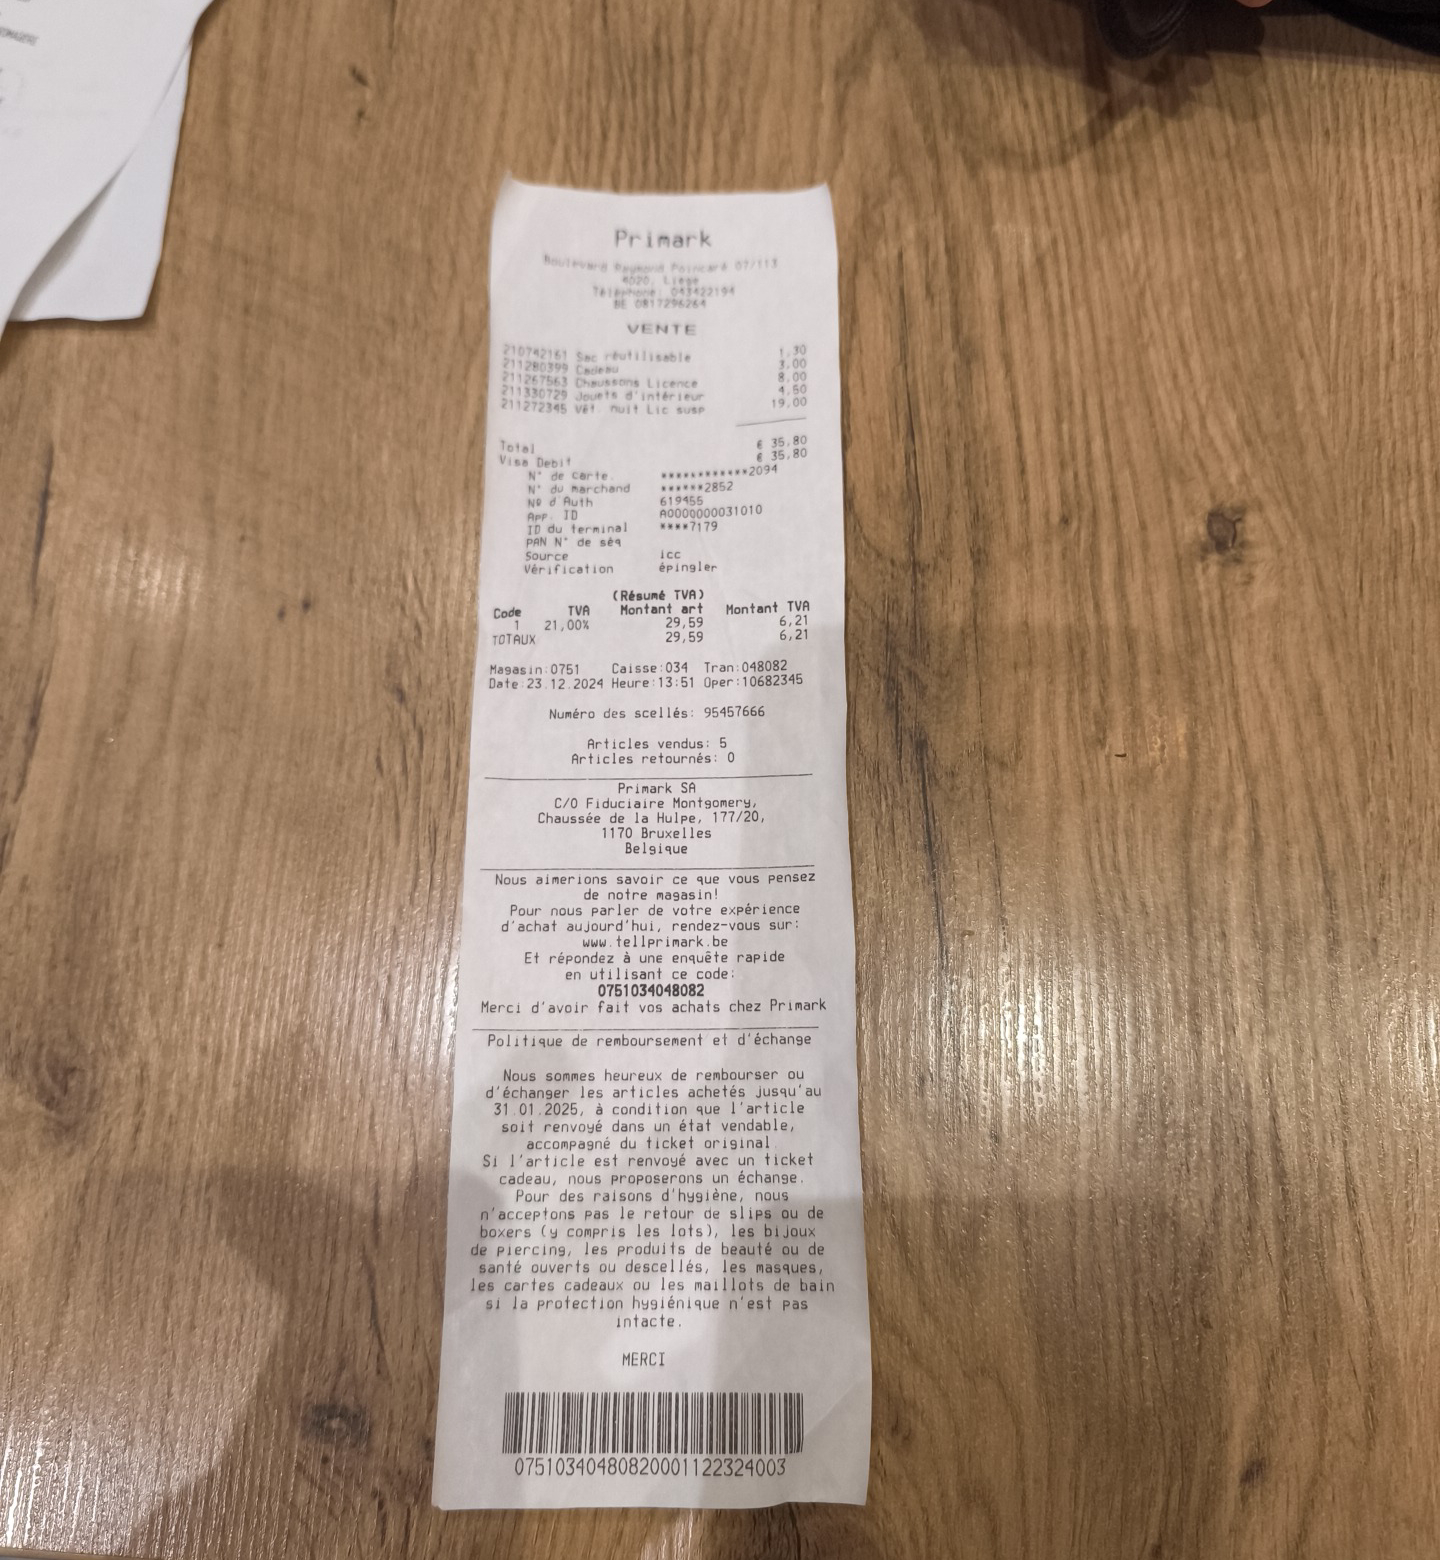 Primark
Boulevard Raymond Poincaré 07/113
4020, Liège
Téléphone: 043422194
BE 0817296264
VENTE
210742161 Sac réutilisable 1,30
211280399 Cadeau 3,00
211267563 Chaussons Licence 8,00
211330729 Jouets d'intérieur 4,50
211272345 Vêt. nuit Lic susp 19,00
Total € 35,80
Visa Debit € 35,80
N° de carte. ************2094
N° du marchand ******2852
Nº d'Auth 619455
App. ID A0000000031010
ID du terminal ****7179
PAN N° de séq
Source icc
Vérification épingler
(Résumé TVA)
Code TVA Montant art Montant TVA
1 21,00% 29,59 6,21
TOTAUX 29,59 6,21
Magasin:0751 Caisse:034 Tran:048082
Date:23.12.2024 Heure:13:51 Oper:10682345
Numéro des scellés: 95457666
Articles vendus: 5
Articles retournés: 0
Primark SA
C/O Fiduciaire Montgomery,
Chaussée de la Hulpe, 177/20,
1170 Bruxelles
Belgique
Nous aimerions savoir ce que vous pensez
de notre magasin!
Pour nous parler de votre expérience
d'achat aujourd'hui, rendez-vous sur:
www.tellprimark.be
Et répondez à une enquête rapide
en utilisant ce code:
0751034048082
Merci d'avoir fait vos achats chez Primark
Politique de remboursement et d'échange
Nous sommes heureux de rembourser ou
d'échanger les articles achetés jusqu'au
31.01.2025, à condition que l'article
soit renvoyé dans un état vendable,
accompagné du ticket original.
Si l'article est renvoyé avec un ticket
cadeau, nous proposerons un échange.
Pour des raisons d'hygiène, nous
n'acceptons pas le retour de slips ou de
boxers (y compris les lots), les bijoux
de piercing, les produits de beauté ou de
santé ouverts ou descellés, les masques,
les cartes cadeaux ou les maillots de bain
si la protection hygiénique n'est pas
intacte.
MERCI
07510340480820001122324003